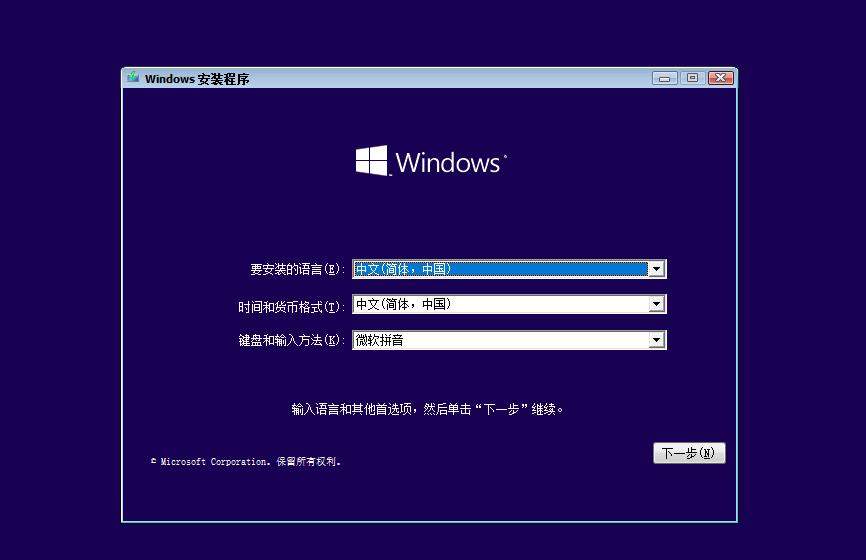 Windows 安装程序
Windows
要安装的语言(E): 中文(简体，中国)
时间和货币格式(T): 中文(简体，中国)
键盘和输入方法(K): 微软拼音
输入语言和其他首选项，然后单击“下一步”继续。
© Microsoft Corporation. 保留所有权利。
下一步(N)